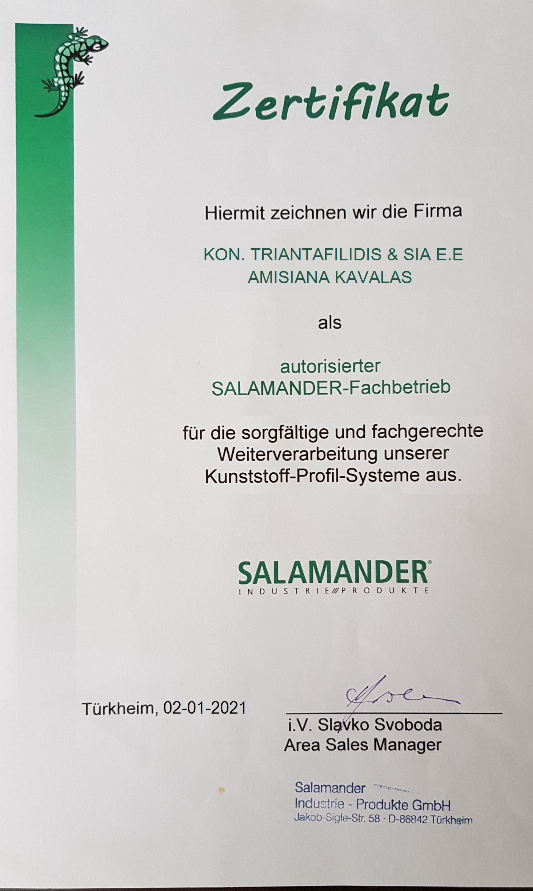 Zertifikat
Hiermit zeichnen wir die Firma
KON. TRIANTAFILIDIS & SIA E.E
AMISIANA KAVALAS
als
autorisierter
SALAMANDER-Fachbetrieb
für die sorgfältige und fachgerechte
Weiterverarbeitung unserer
Kunststoff-Profil-Systeme aus.
SALAMANDER®
INDUSTRIE///PRODUKTE
Türkheim, 02-01-2021
i.V. Slavko Svoboda
Area Sales Manager
Salamander
Industrie - Produkte GmbH
Jakob-Sigle-Str. 58 · D-86842 Türkheim